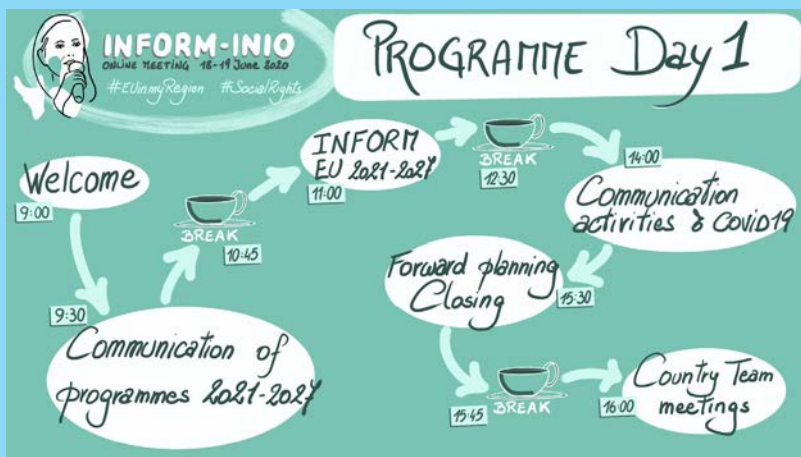 INFORM-INIO
ONLINE MEETING 18-19 June 2020
#EUinmyRegion #SocialRights
PROGRAMME Day 1
Welcome
9:00
9:30
Communication of
programmes 2021-2027
BREAK
10:45
INFORM
EU 2021-2027
11:00
BREAK
12:30
14:00
Communication
activities & COVID19
Forward planning
Closing
15:30
15:45
BREAK
16:00
Country Team
meetings